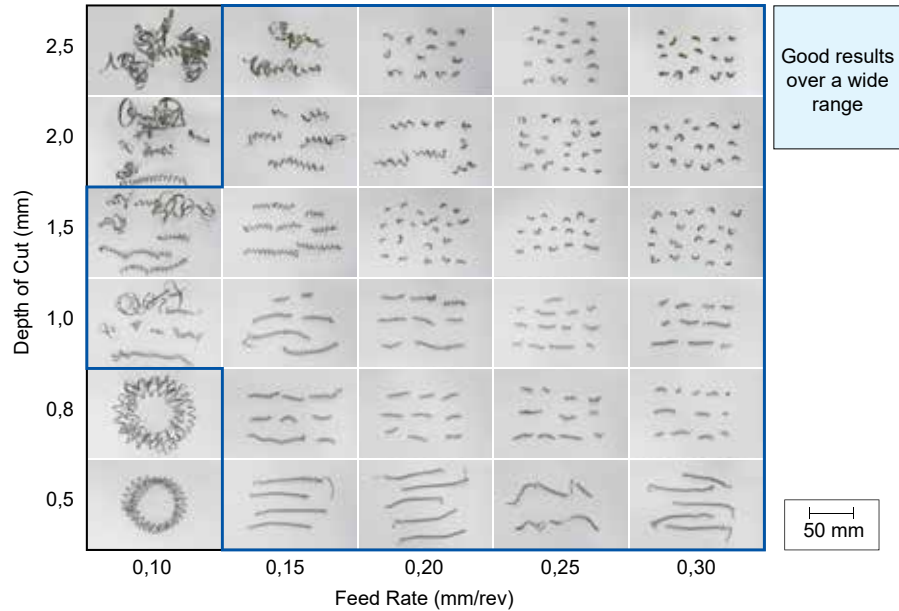 2,5
Good results
over a wide
range
2,0
1,5
Depth of Cut (mm)
1,0
0,8
0,5
50 mm
0,10
0,15
0,20
0,25
0,30
Feed Rate (mm/rev)